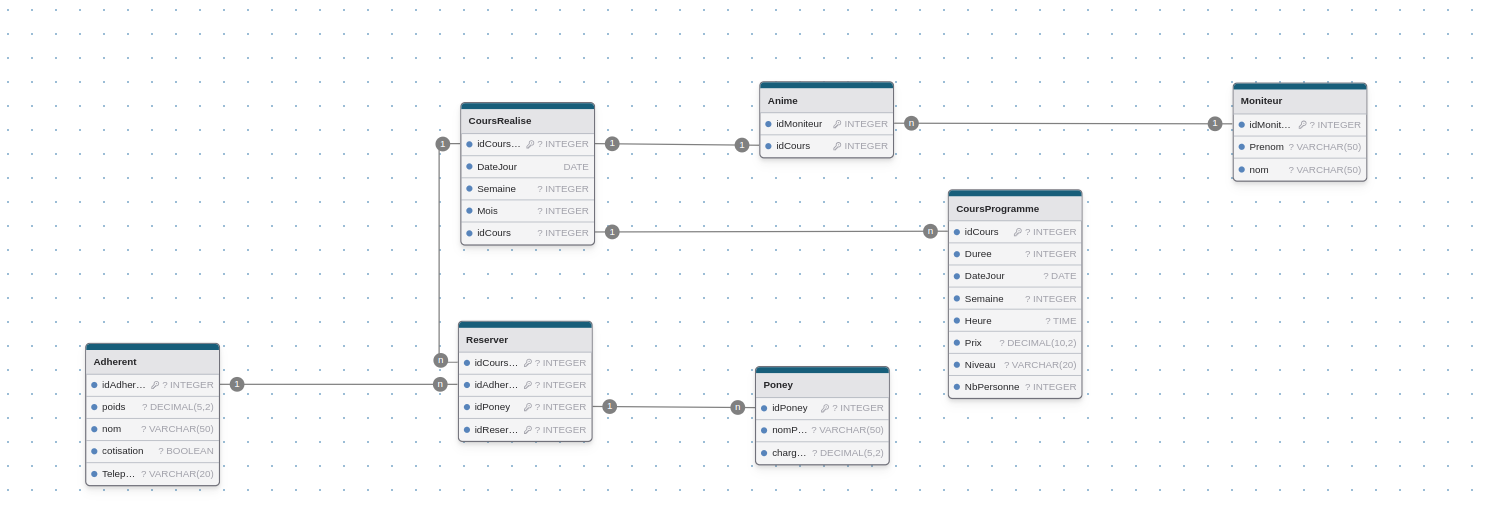 CoursRealise
idCours... ? INTEGER
DateJour DATE
Semaine ? INTEGER
Mois ? INTEGER
idCours ? INTEGER
1
1
1
Anime
idMoniteur INTEGER
idCours INTEGER
1
n
Moniteur
idMonit... ? INTEGER
Prenom ? VARCHAR(50)
nom ? VARCHAR(50)
1
CoursProgramme
idCours ? INTEGER
Duree ? INTEGER
DateJour ? DATE
Semaine ? INTEGER
Heure ? TIME
Prix ? DECIMAL(10,2)
Niveau ? VARCHAR(20)
NbPersonne ? INTEGER
n
Adherent
idAdher... ? INTEGER
poids ? DECIMAL(5,2)
nom ? VARCHAR(50)
cotisation ? BOOLEAN
Telep... ? VARCHAR(20)
1
Reserver
idCours... ? INTEGER
idAdher... ? INTEGER
idPoney ? INTEGER
idReser... ? INTEGER
n
n
1
Poney
idPoney ? INTEGER
nomP... ? VARCHAR(50)
charg... ? DECIMAL(5,2)
n